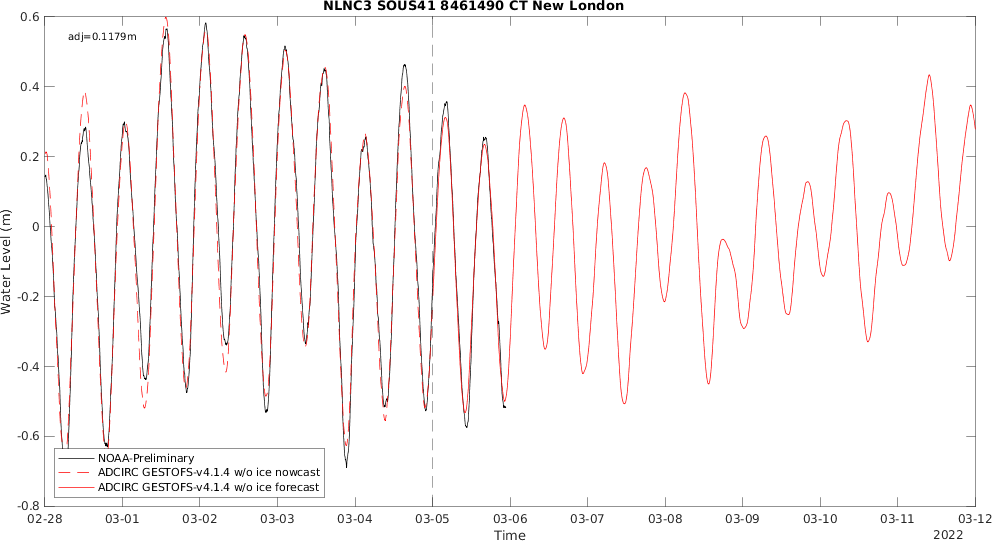 NLNC3 SOUS41 8461490 CT New London
adj=0.1179m
0.6
0.4
0.2
0
-0.2
-0.4
-0.6
-0.8
Water Level (m)
NOAA-Preliminary
ADCIRC GESTOFS-v4.1.4 w/o ice nowcast
ADCIRC GESTOFS-v4.1.4 w/o ice forecast
02-28 03-01 03-02 03-03 03-04 03-05 03-06 03-07 03-08 03-09 03-10 03-11 03-12
Time
2022